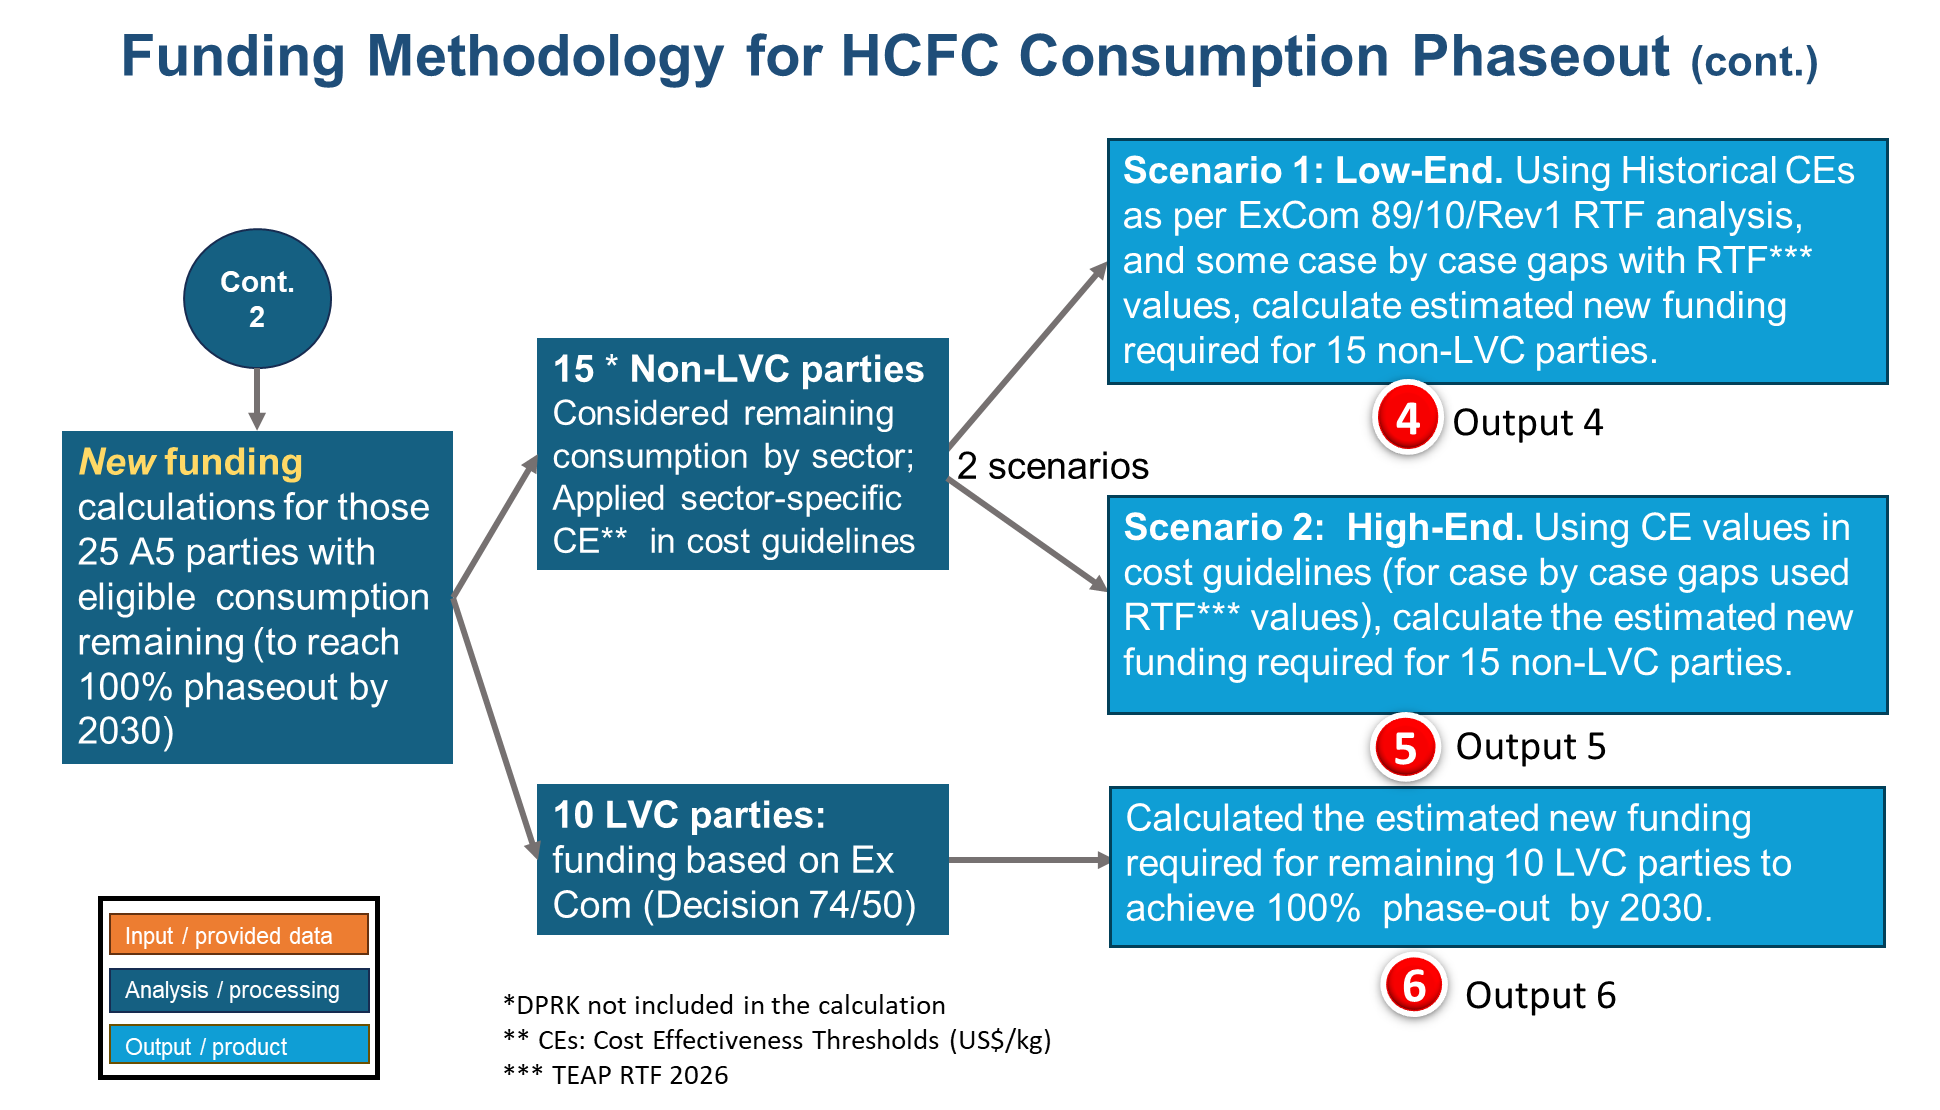 Funding Methodology for HCFC Consumption Phaseout (cont.)
Cont.
2
New funding
calculations for those
25 A5 parties with
eligible consumption
remaining (to reach
100% phaseout by
2030)
15 * Non-LVC parties
Considered remaining
consumption by sector;
Applied sector-specific
CE** in cost guidelines
2 scenarios
Scenario 1: Low-End. Using Historical CEs
as per ExCom 89/10/Rev1 RTF analysis,
and some case by case gaps with RTF***
values, calculate estimated new funding
required for 15 non-LVC parties.
4
Output 4
Scenario 2: High-End. Using CE values in
cost guidelines (for case by case gaps used
RTF*** values), calculate the estimated new
funding required for 15 non-LVC parties.
5
Output 5
10 LVC parties:
funding based on Ex
Com (Decision 74/50)
Calculated the estimated new funding
required for remaining 10 LVC parties to
achieve 100% phase-out by 2030.
6
Output 6
Input / provided data
Analysis / processing
Output / product
*DPRK not included in the calculation
** CEs: Cost Effectiveness Thresholds (US$/kg)
*** TEAP RTF 2026